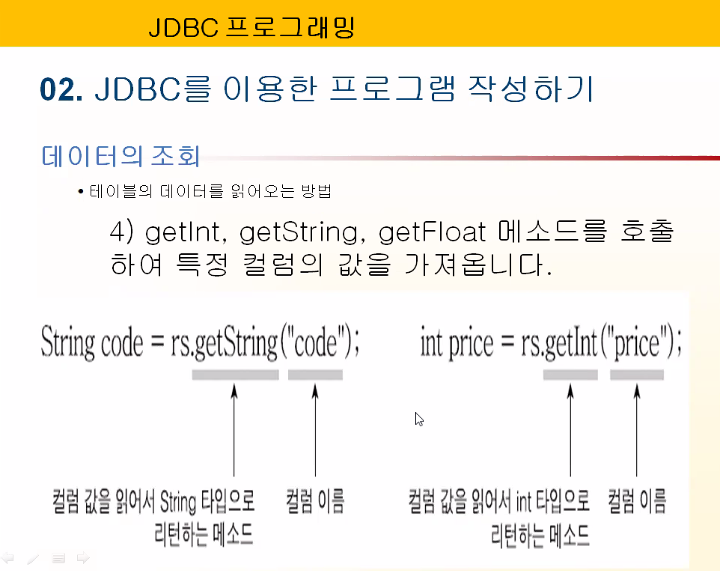 JDBC 프로그래밍
02. JDBC를 이용한 프로그램 작성하기
데이터의 조회
• 테이블의 데이터를 읽어오는 방법
4) getInt, getString, getFloat 메소드를 호출
하여 특정 컬럼의 값을 가져옵니다.
String code = rs.getString("code");
int price = rs.getInt("price");
컬럼 값을 읽어서 String 타입으로
리턴하는 메소드
컬럼 이름
컬럼 값을 읽어서 int 타입으로
리턴하는 메소드
컬럼 이름